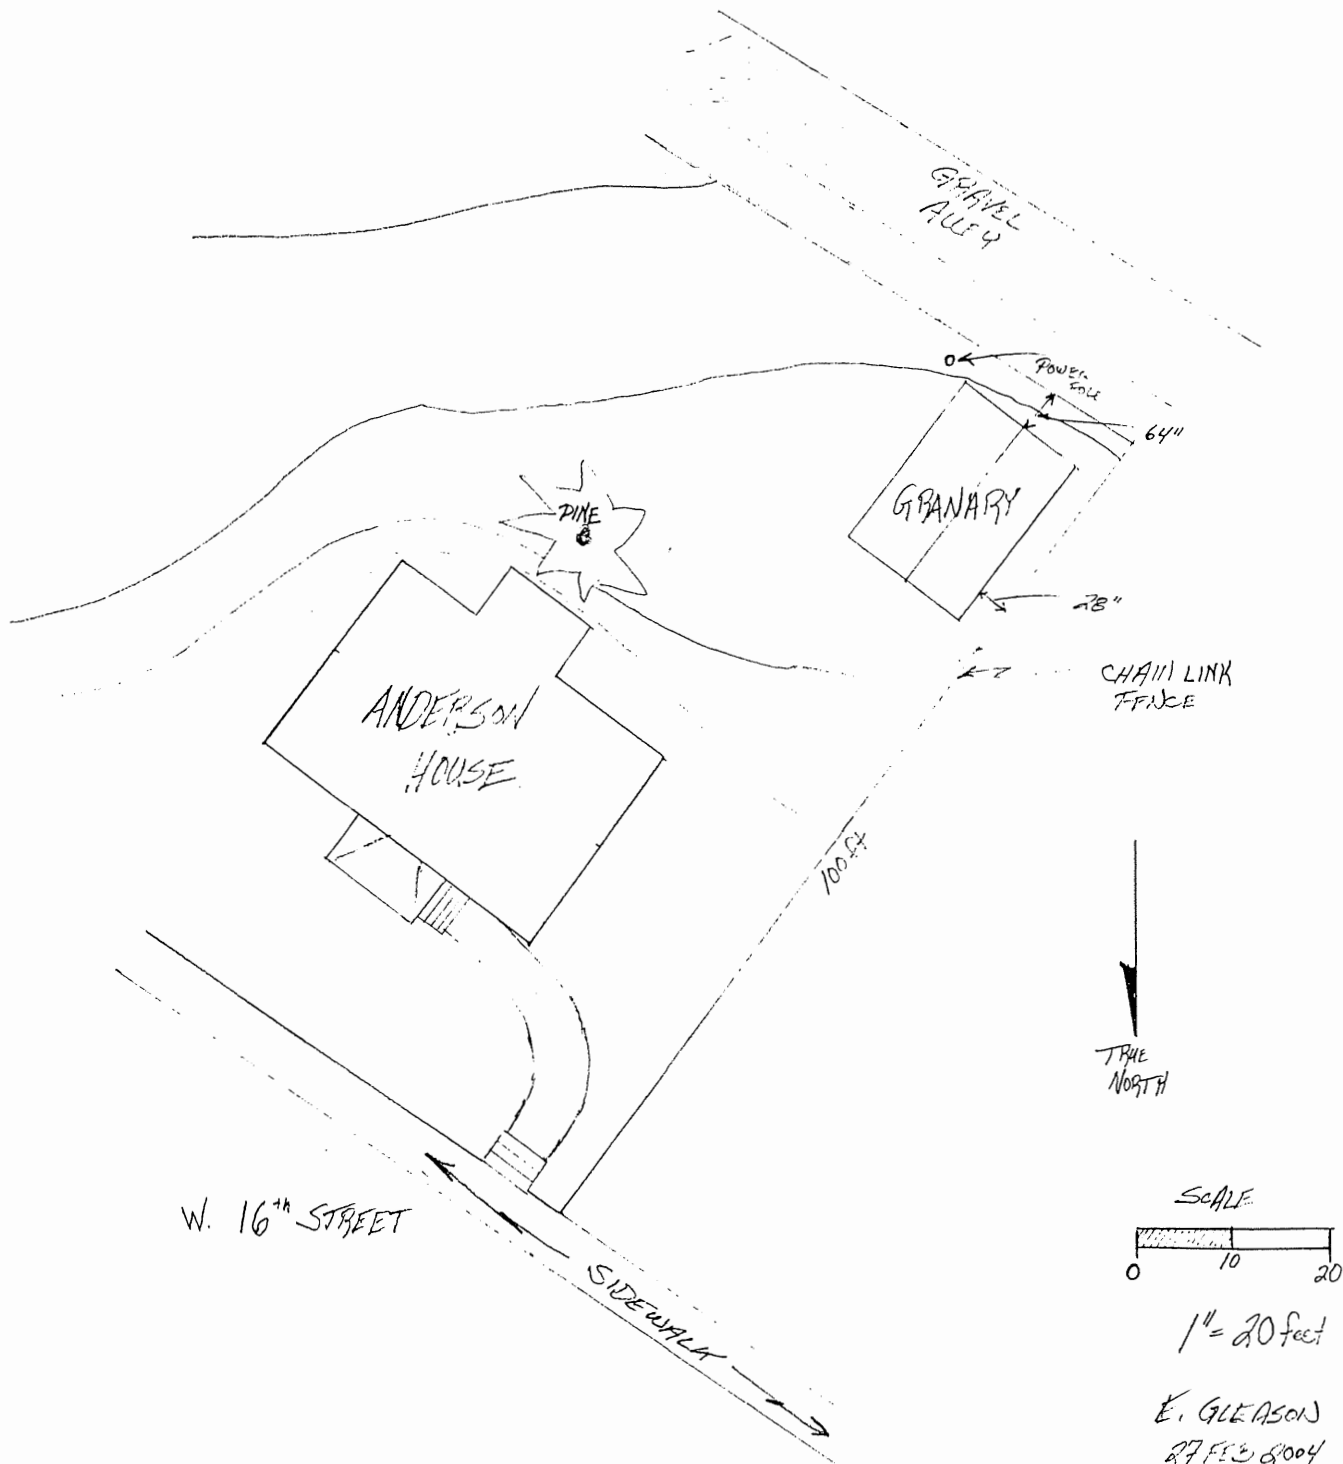 GRAVEL
ALLEY
POWER
POLE
64"
PINE
GRANARY
28"
CHAIN LINK
FENCE
ANDERSON
HOUSE
100 ft
TRUE
NORTH
W. 16th STREET
SIDEWALK
SCALE
0 10 20
1" = 20 feet
E. GLEASON
27 FEB 2004